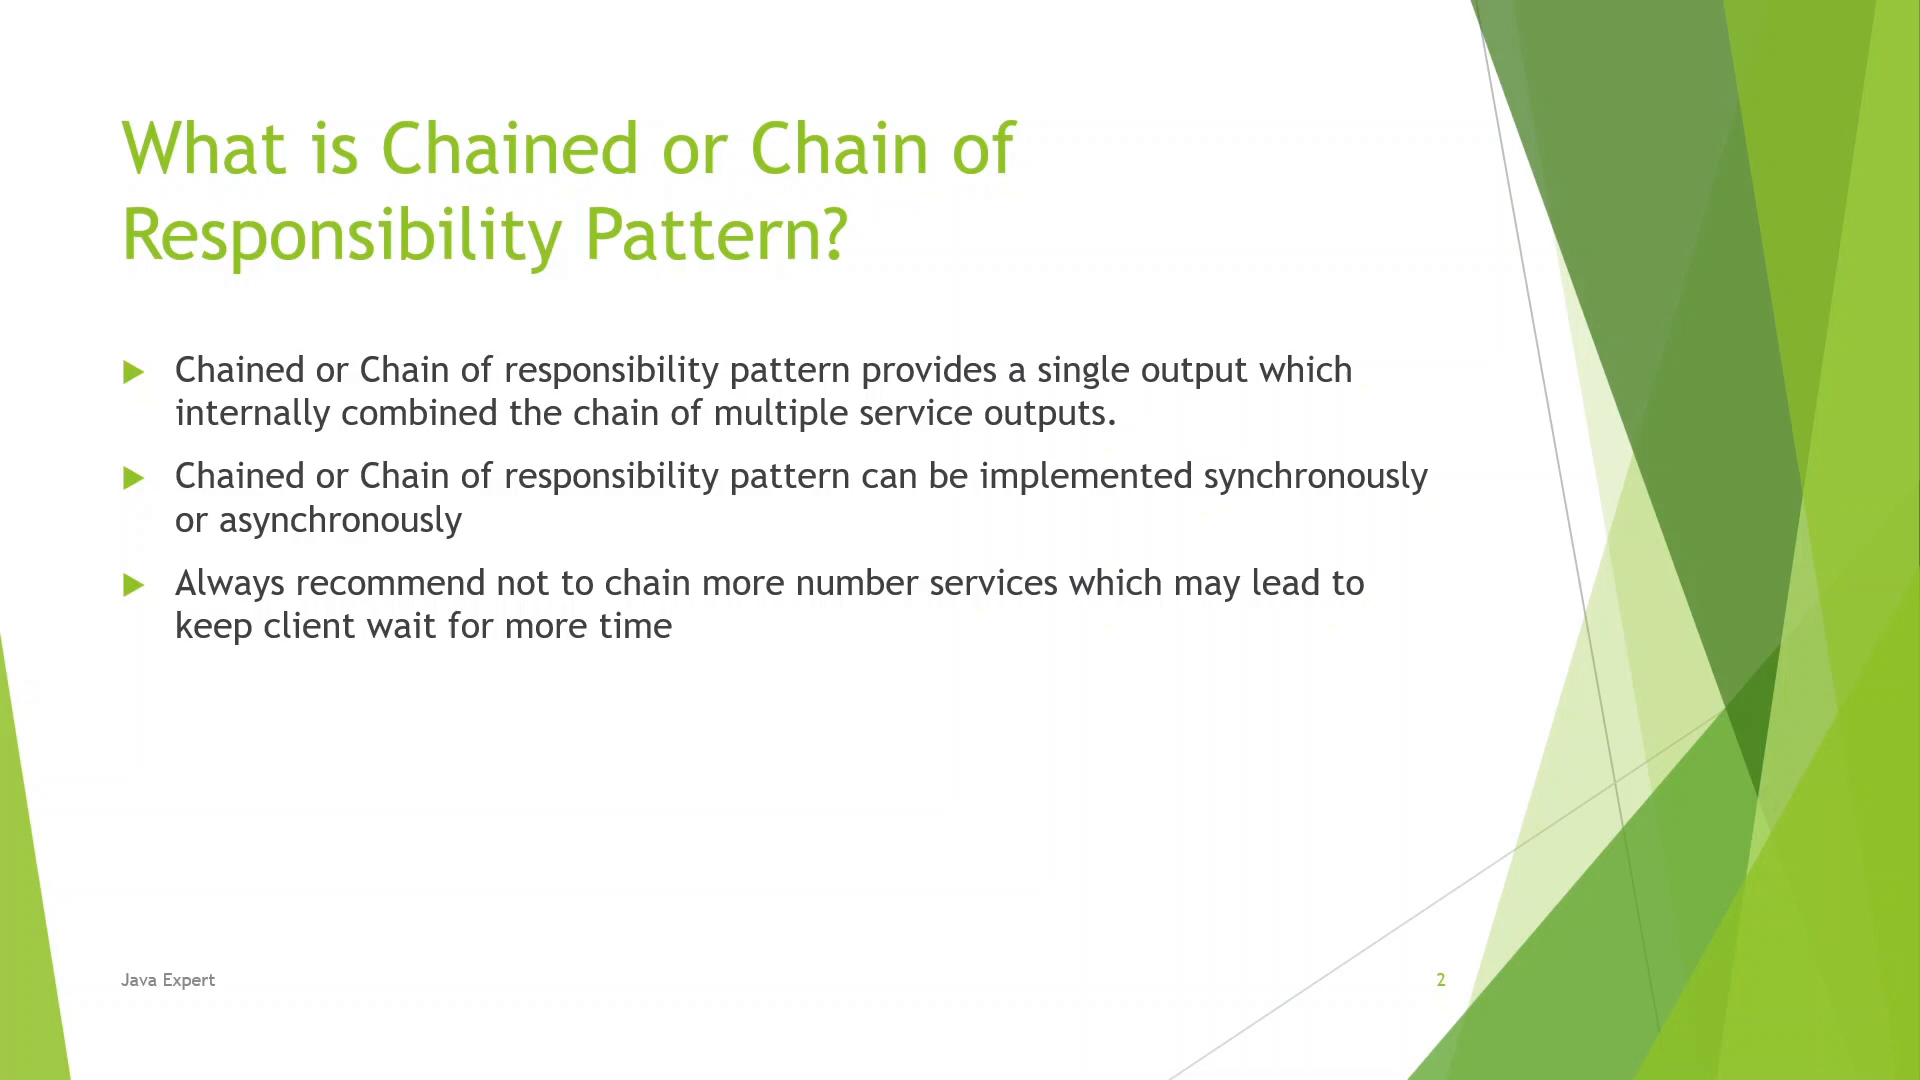 What is Chained or Chain of
Responsibility Pattern?
Chained or Chain of responsibility pattern provides a single output which
internally combined the chain of multiple service outputs.
Chained or Chain of responsibility pattern can be implemented synchronously
or asynchronously
Always recommend not to chain more number services which may lead to
keep client wait for more time
Java Expert
2